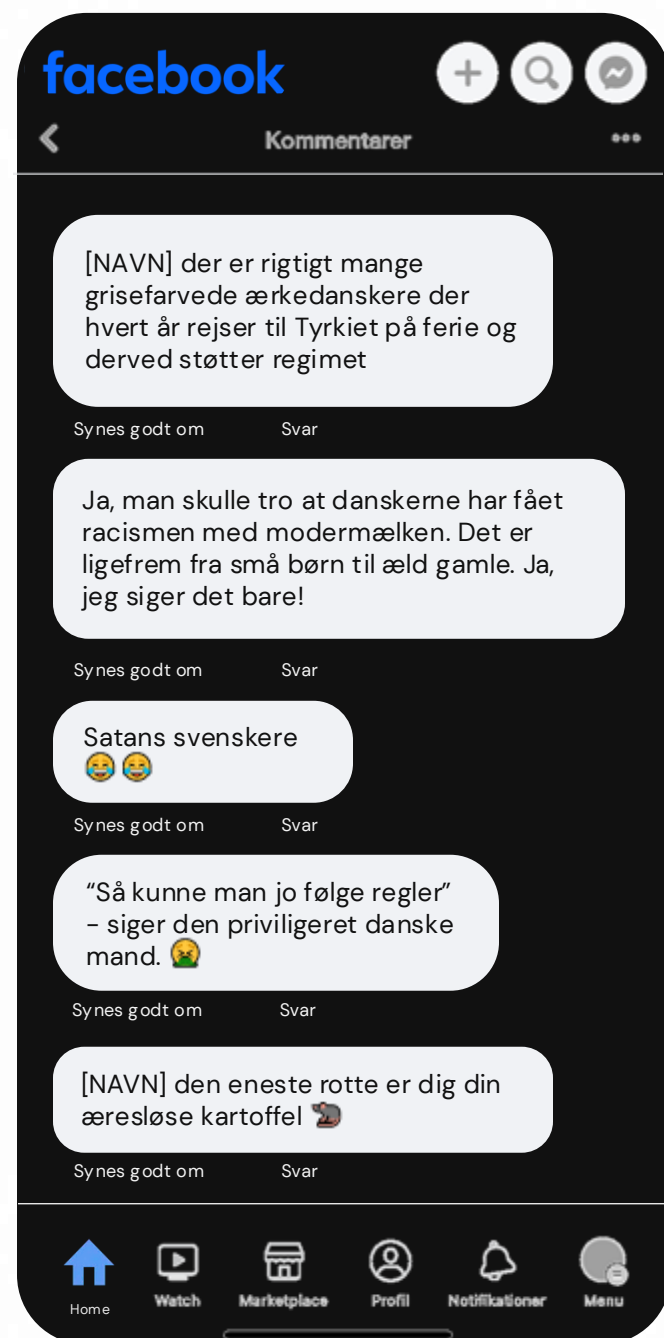 facebook
Kommentarer
[NAVN] der er rigtigt mange
grisefarvede ærkedanskere der
hvert år rejser til Tyrkiet på ferie og
derved støtter regimet
Synes godt om Svar
Ja, man skulle tro at danskerne har fået
racismen med modermælken. Det er
ligefrem fra små børn til æld gamle. Ja,
jeg siger det bare!
Synes godt om Svar
Satans svenskere
😂😂
Synes godt om Svar
“Så kunne man jo følge regler”
- siger den priviligeret danske
mand. 🤮
Synes godt om Svar
[NAVN] den eneste rotte er dig din
æresløse kartoffel 🐀
Synes godt om Svar
Home Watch Marketplace Profil Notifikationer Menu